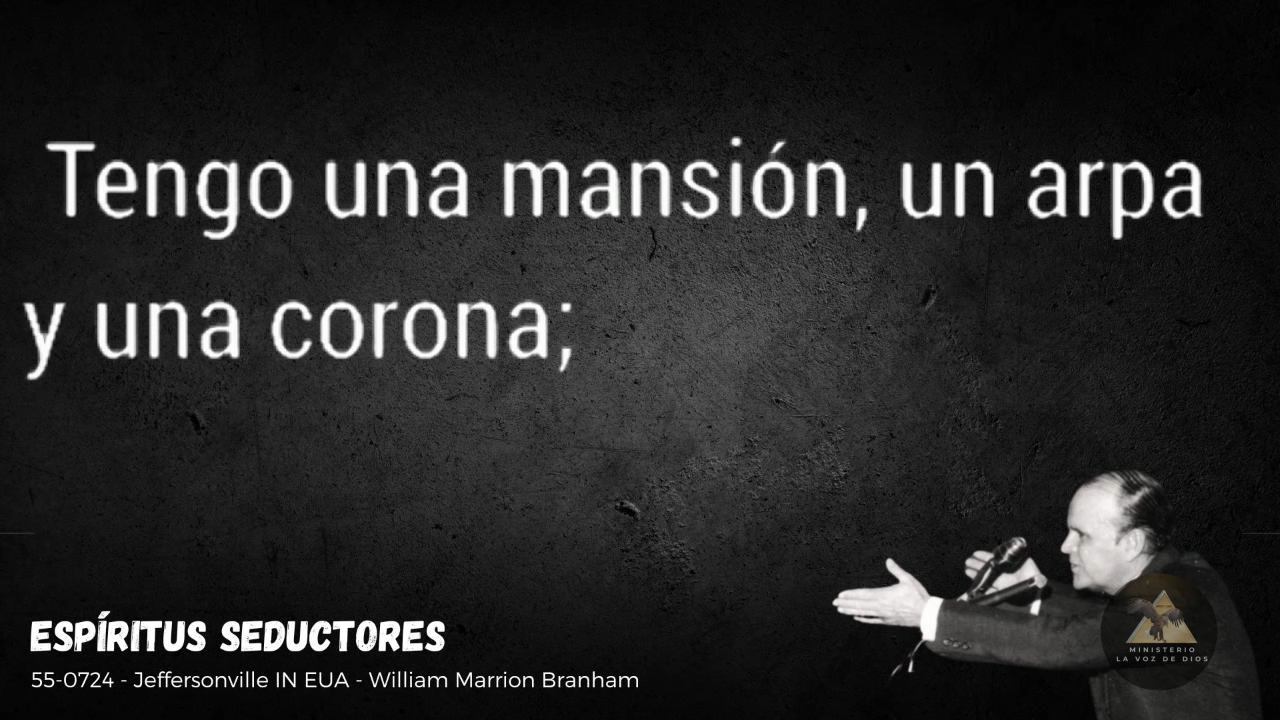 Tengo una mansión, un arpa
y una corona;
ESPÍRITUS SEDUCTORES
55-0724 - Jeffersonville IN EUA - William Marrion Branham
MINISTERIO
LA VOZ DE DIOS